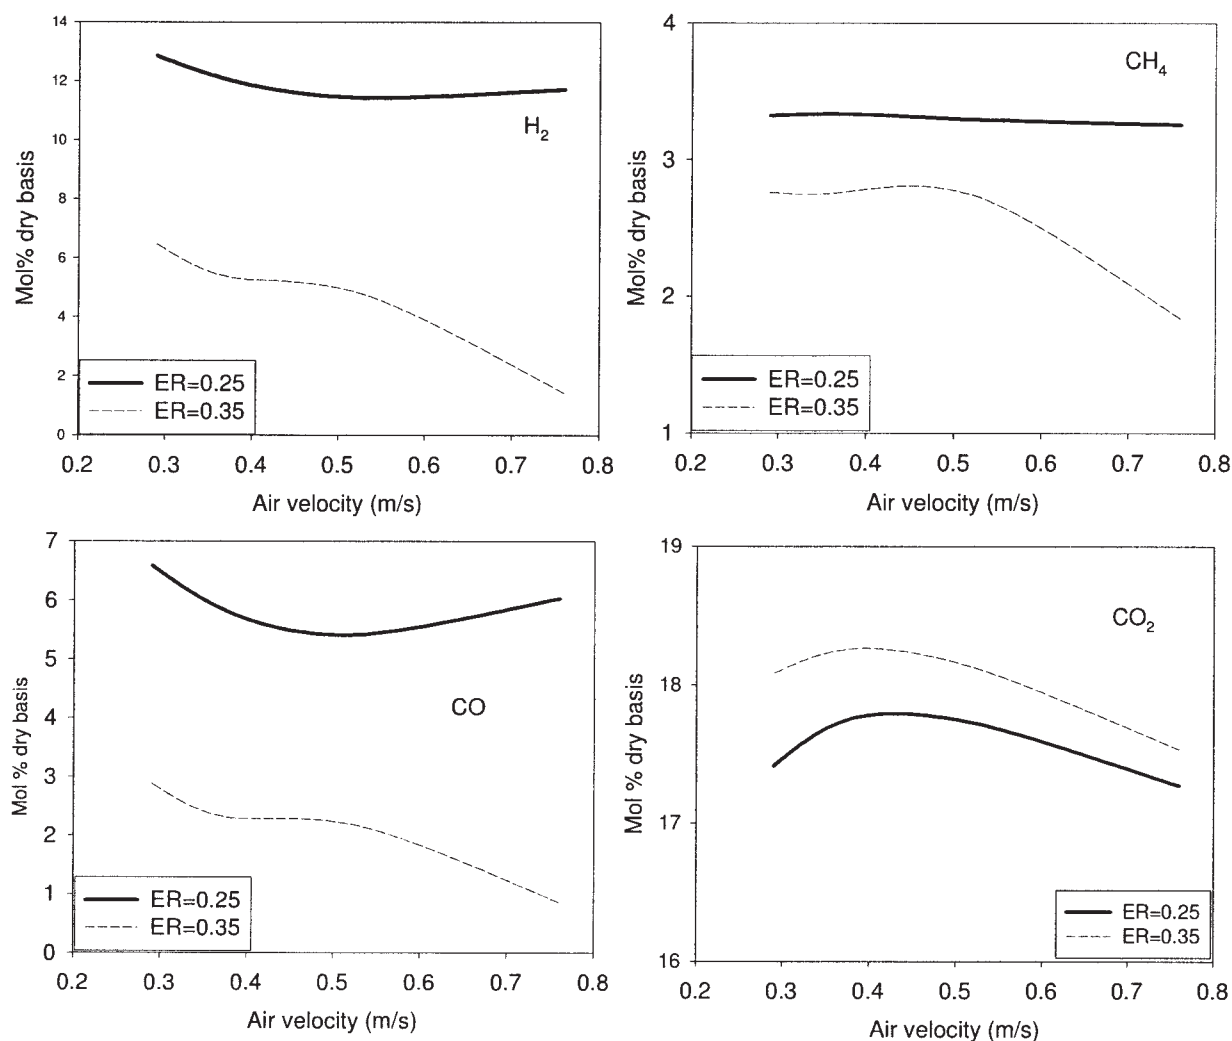 14
12
10
8
6
4
2
0
Mol% dry basis
H2
ER=0.25
ER=0.35
0.2 0.3 0.4 0.5 0.6 0.7 0.8
Air velocity (m/s)
4
3
2
1
Mol% dry basis
CH4
ER=0.25
ER=0.35
0.2 0.3 0.4 0.5 0.6 0.7 0.8
Air velocity (m/s)
7
6
5
4
3
2
1
0
Mol % dry basis
CO
ER=0.25
ER=0.35
0.2 0.3 0.4 0.5 0.6 0.7 0.8
Air velocity (m/s)
19
18
17
16
Mol % dry basis
CO2
ER=0.25
ER=0.35
0.2 0.3 0.4 0.5 0.6 0.7 0.8
Air velocity (m/s)